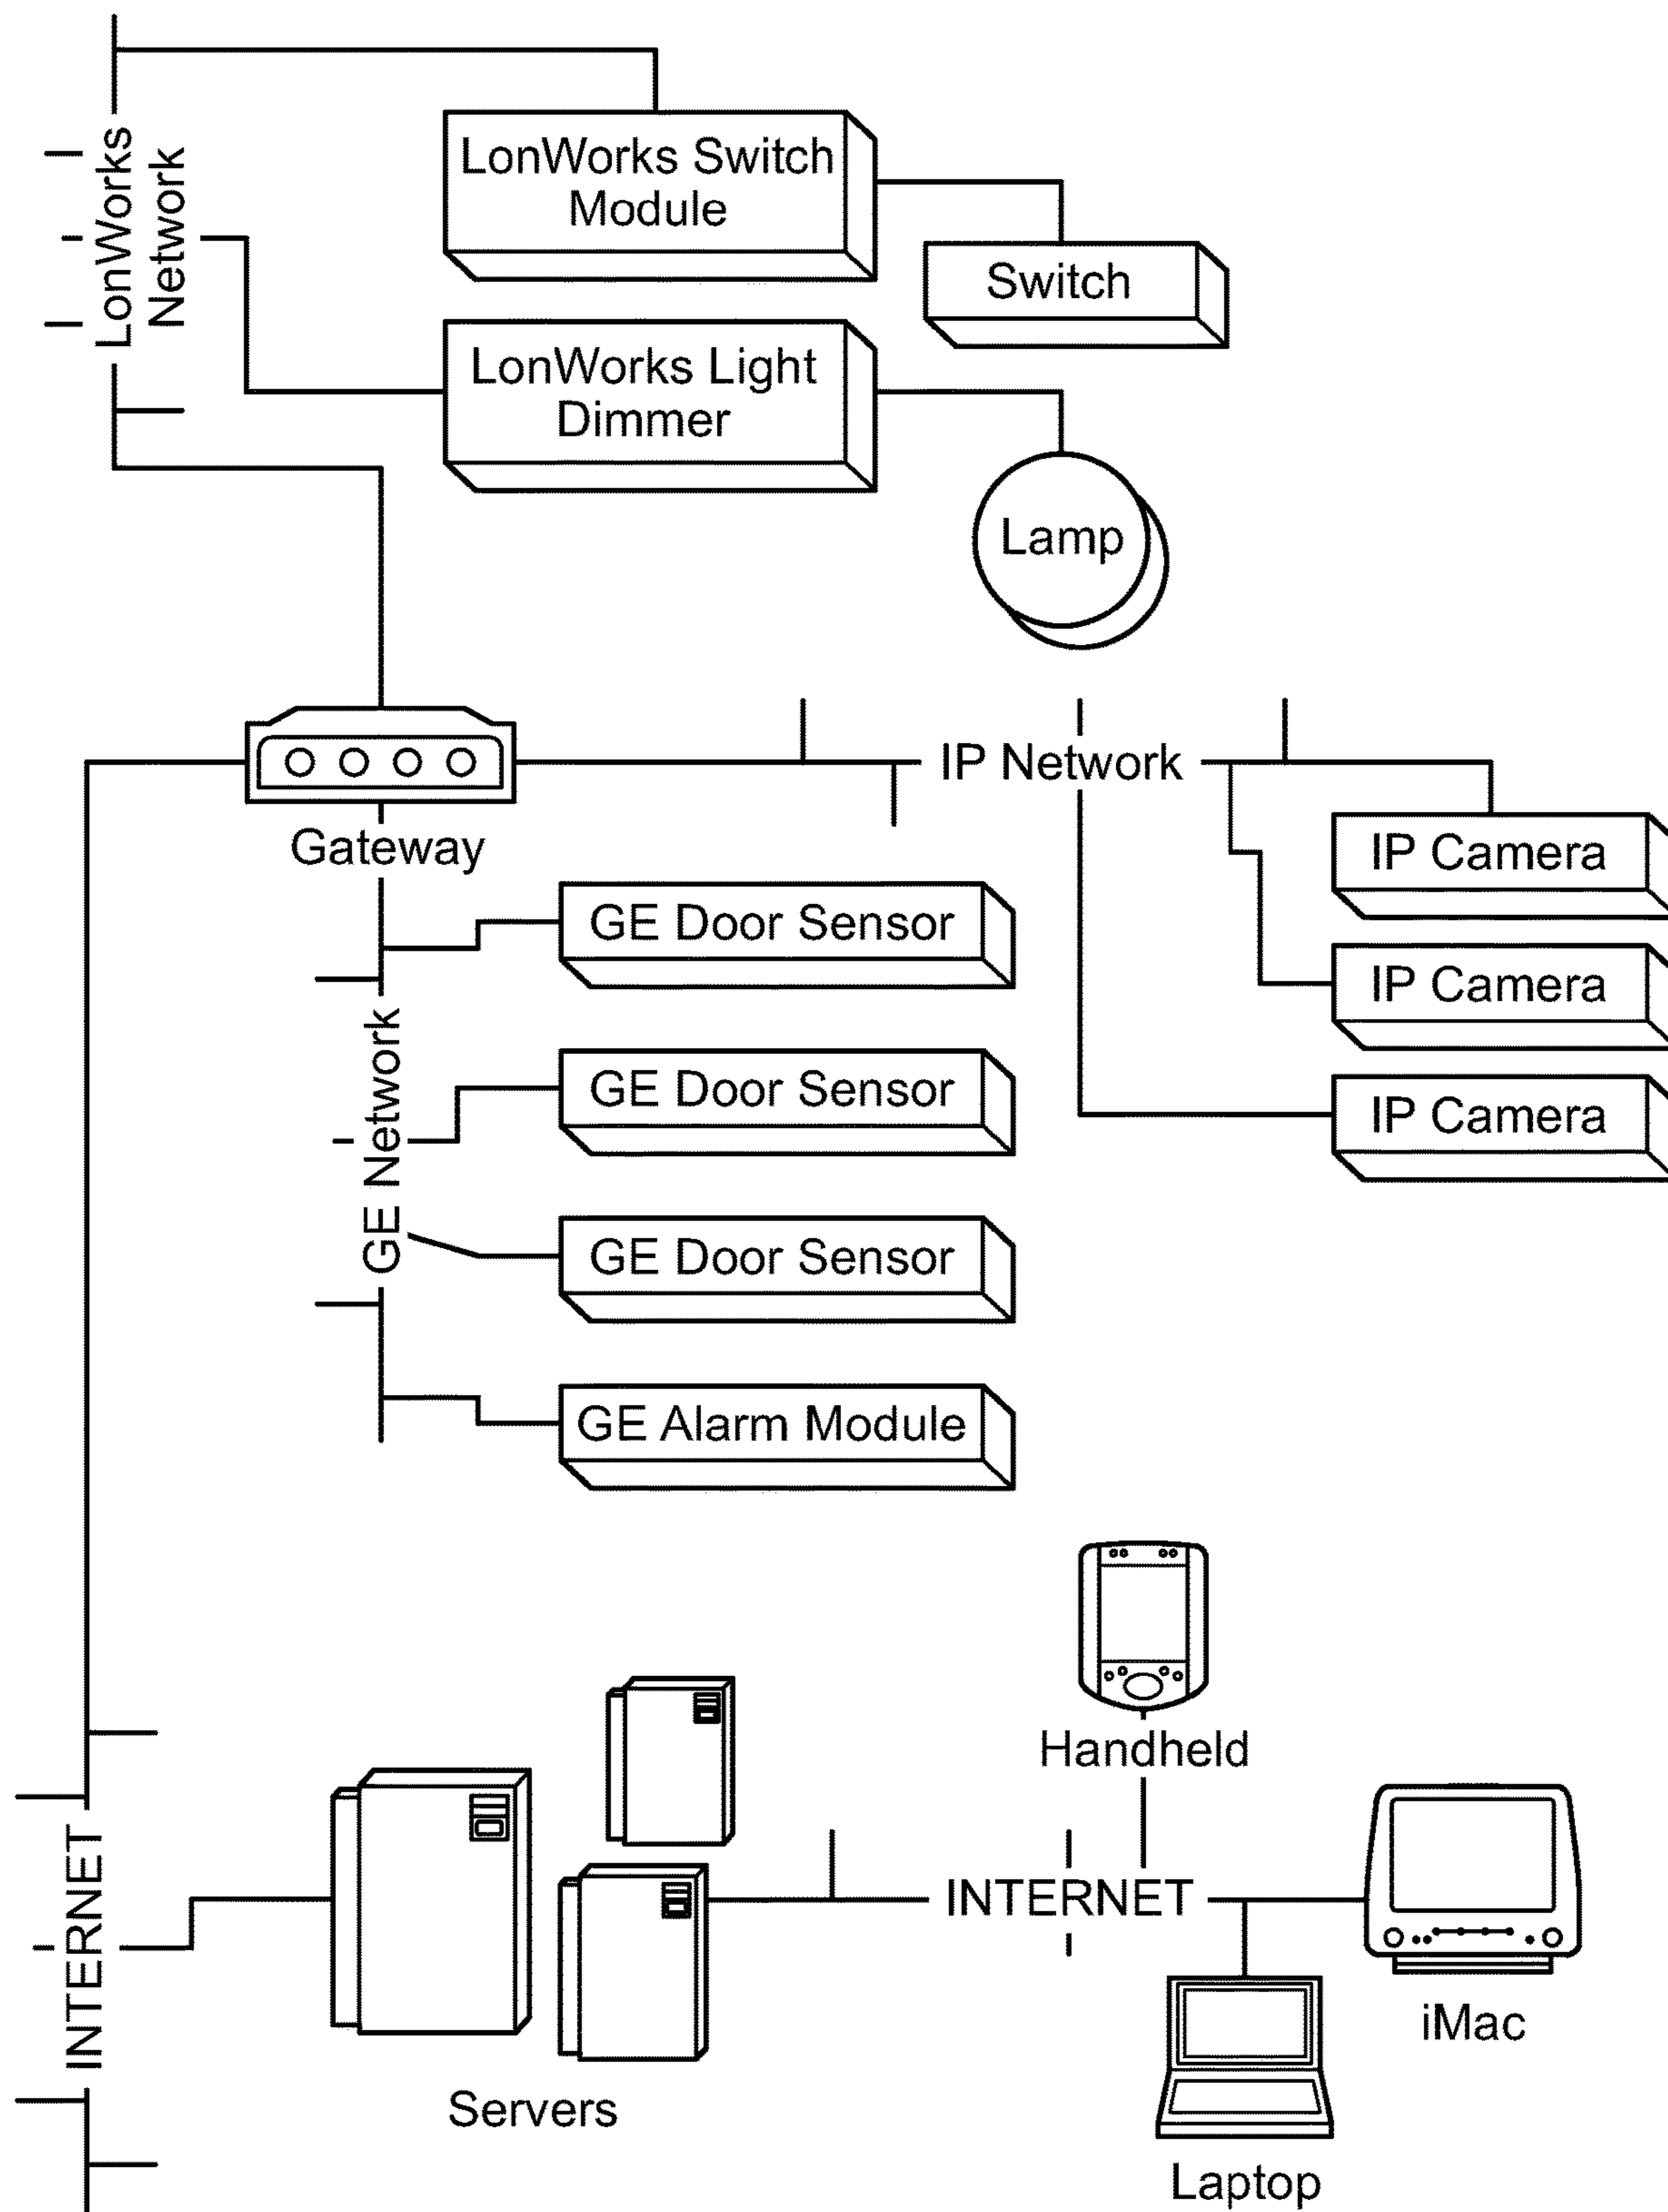 LonWorks
Network
LonWorks Switch
Module
Switch
LonWorks Light
Dimmer
Lamp
IP Network
Gateway
IP Camera
GE Door Sensor
IP Camera
GE Network
GE Door Sensor
IP Camera
GE Door Sensor
GE Alarm Module
Handheld
INTERNET
INTERNET
iMac
Servers
Laptop